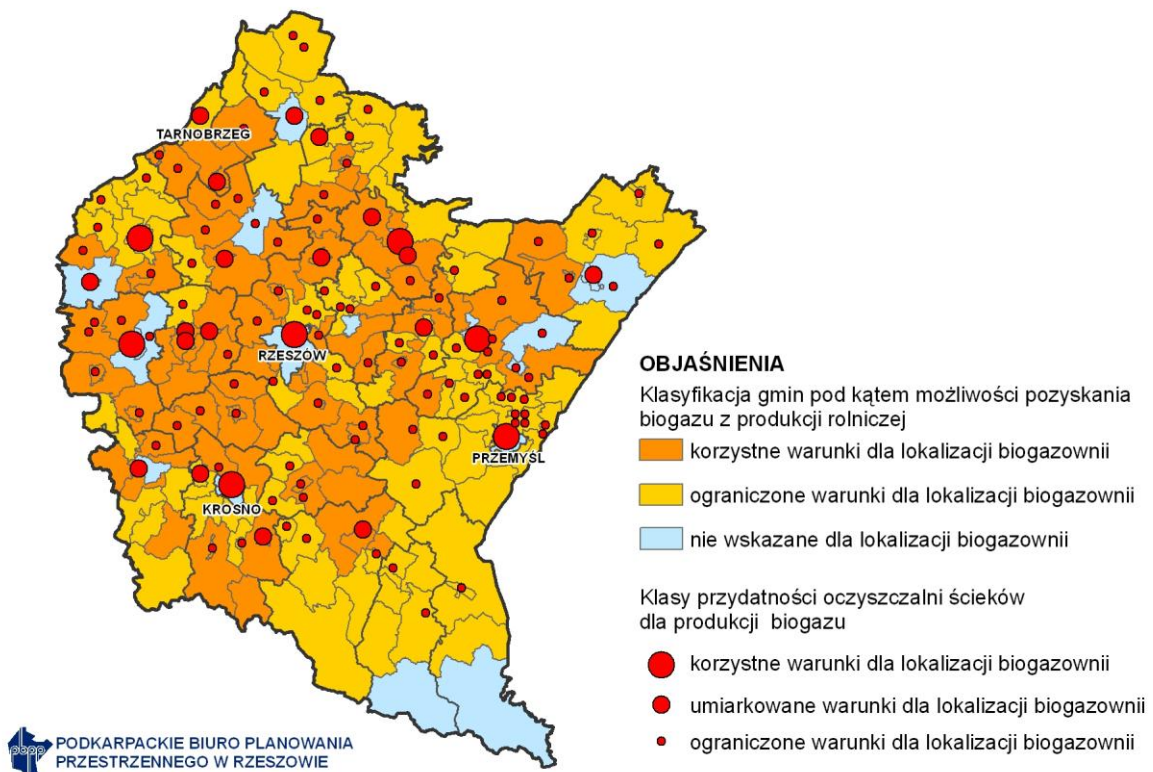 TARNOBRZEG
RZESZÓW
PRZEMYŚL
KROSNO
OBJAŚNIENIA
Klasyfikacja gmin pod kątem możliwości pozyskania
biogazu z produkcji rolniczej
korzystne warunki dla lokalizacji biogazowni
ograniczone warunki dla lokalizacji biogazowni
nie wskazane dla lokalizacji biogazowni
Klasy przydatności oczyszczalni ścieków
dla produkcji biogazu
korzystne warunki dla lokalizacji biogazowni
umiarkowane warunki dla lokalizacji biogazowni
ograniczone warunki dla lokalizacji biogazowni
pbpp
PODKARPACKIE BIURO PLANOWANIA
PRZESTRZENNEGO W RZESZOWIE